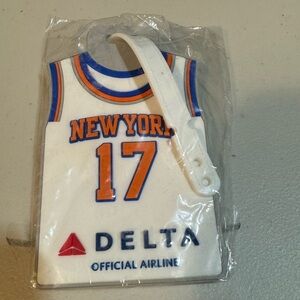 NEW YORK
17
DELTA
OFFICIAL AIRLINE